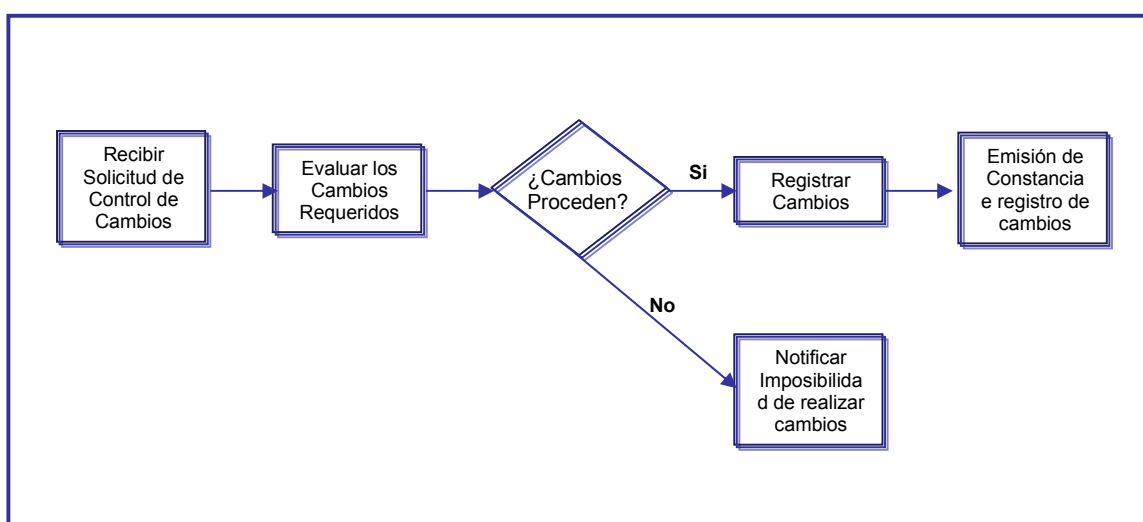 Recibir
Solicitud de
Control de
Cambios
Evaluar los
Cambios
Requeridos
¿Cambios
Proceden?
Si
Registrar
Cambios
Emisión de
Constancia
e registro de
cambios
No
Notificar
Imposibilida
d de realizar
cambios